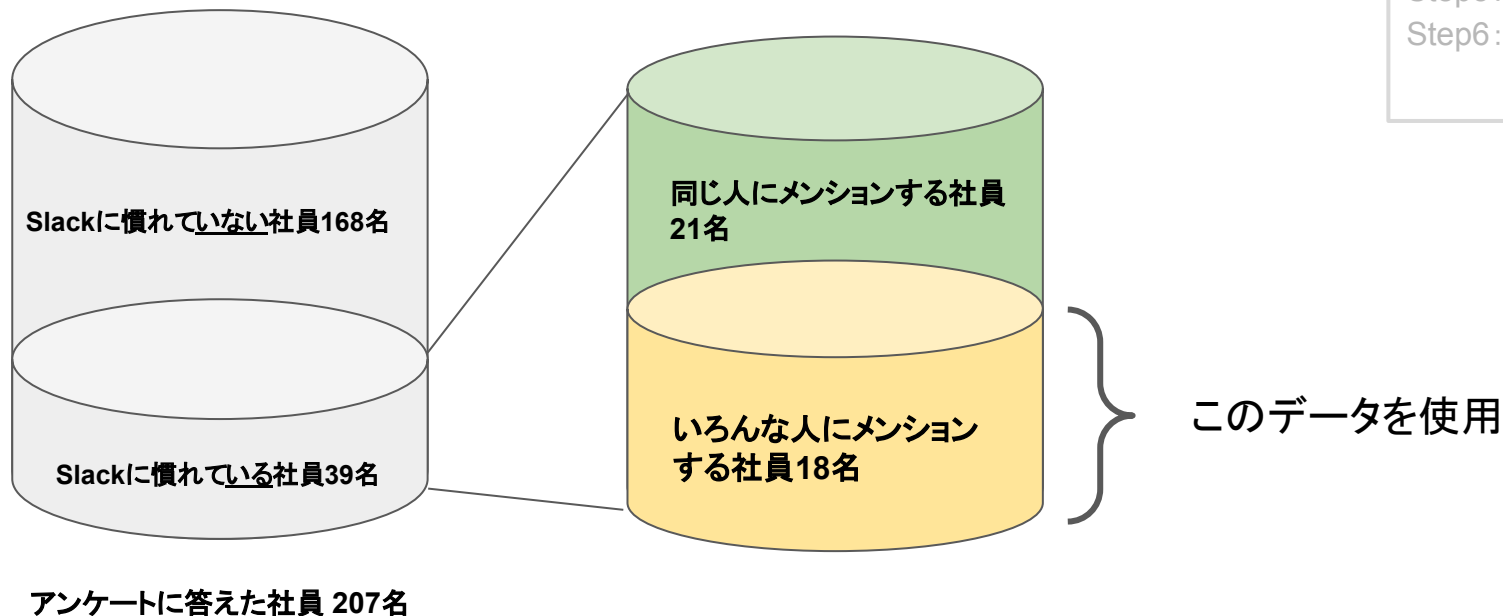 Step6：
Slackに慣れていない社員168名
Slackに慣れている社員39名
アンケートに答えた社員 207名
同じ人にメンションする社員
21名
いろんな人にメンション
する社員18名
このデータを使用